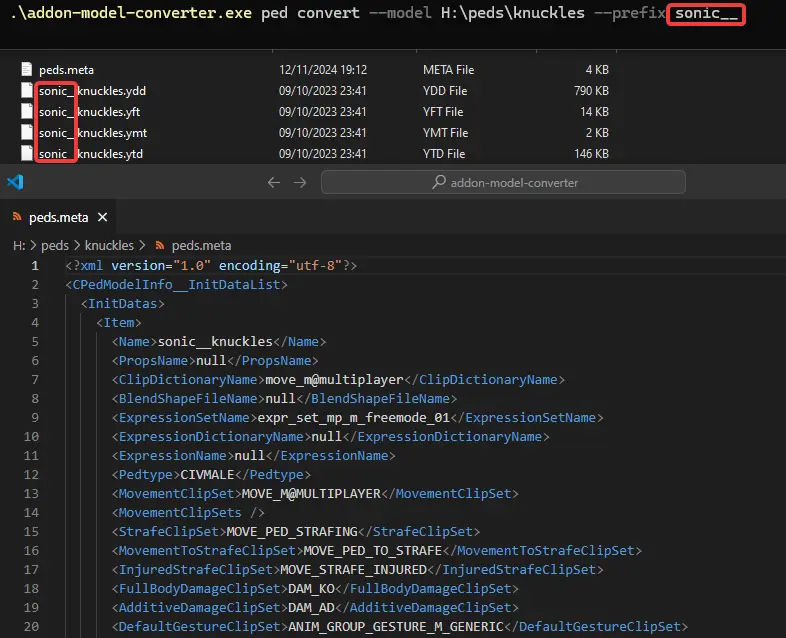 .\addon-model-converter.exe ped convert --model H:\peds\knuckles --prefix sonic__
peds.meta 12/11/2024 19:12 META File 4 KB
sonic__knuckles.ydd 09/10/2023 23:41 YDD File 790 KB
sonic__knuckles.yft 09/10/2023 23:41 YFT File 14 KB
sonic__knuckles.ymt 09/10/2023 23:41 YMT File 2 KB
sonic__knuckles.ytd 09/10/2023 23:41 YTD File 146 KB
addon-model-converter
peds.meta
H: > peds > knuckles > peds.meta
1 <?xml version="1.0" encoding="utf-8"?>
2 <CPedModelInfo__InitDataList>
3 <InitDatas>
4 <Item>
5 <Name>sonic__knuckles</Name>
6 <PropsName>null</PropsName>
7 <ClipDictionaryName>move_m@multiplayer</ClipDictionaryName>
8 <BlendShapeFileName>null</BlendShapeFileName>
9 <ExpressionSetName>expr_set_mp_m_freemode_01</ExpressionSetName>
10 <ExpressionDictionaryName>null</ExpressionDictionaryName>
11 <ExpressionName>null</ExpressionName>
12 <Pedtype>CIVMALE</Pedtype>
13 <MovementClipSet>MOVE_M@MULTIPLAYER</MovementClipSet>
14 <MovementClipSets />
15 <StrafeClipSet>MOVE_PED_STRAFING</StrafeClipSet>
16 <MovementToStrafeClipSet>MOVE_PED_TO_STRAFE</MovementToStrafeClipSet>
17 <InjuredStrafeClipSet>MOVE_STRAFE_INJURED</InjuredStrafeClipSet>
18 <FullBodyDamageClipSet>DAM_KO</FullBodyDamageClipSet>
19 <AdditiveDamageClipSet>DAM_AD</AdditiveDamageClipSet>
20 <DefaultGestureClipSet>ANIM_GROUP_GESTURE_M_GENERIC</DefaultGestureClipSet>